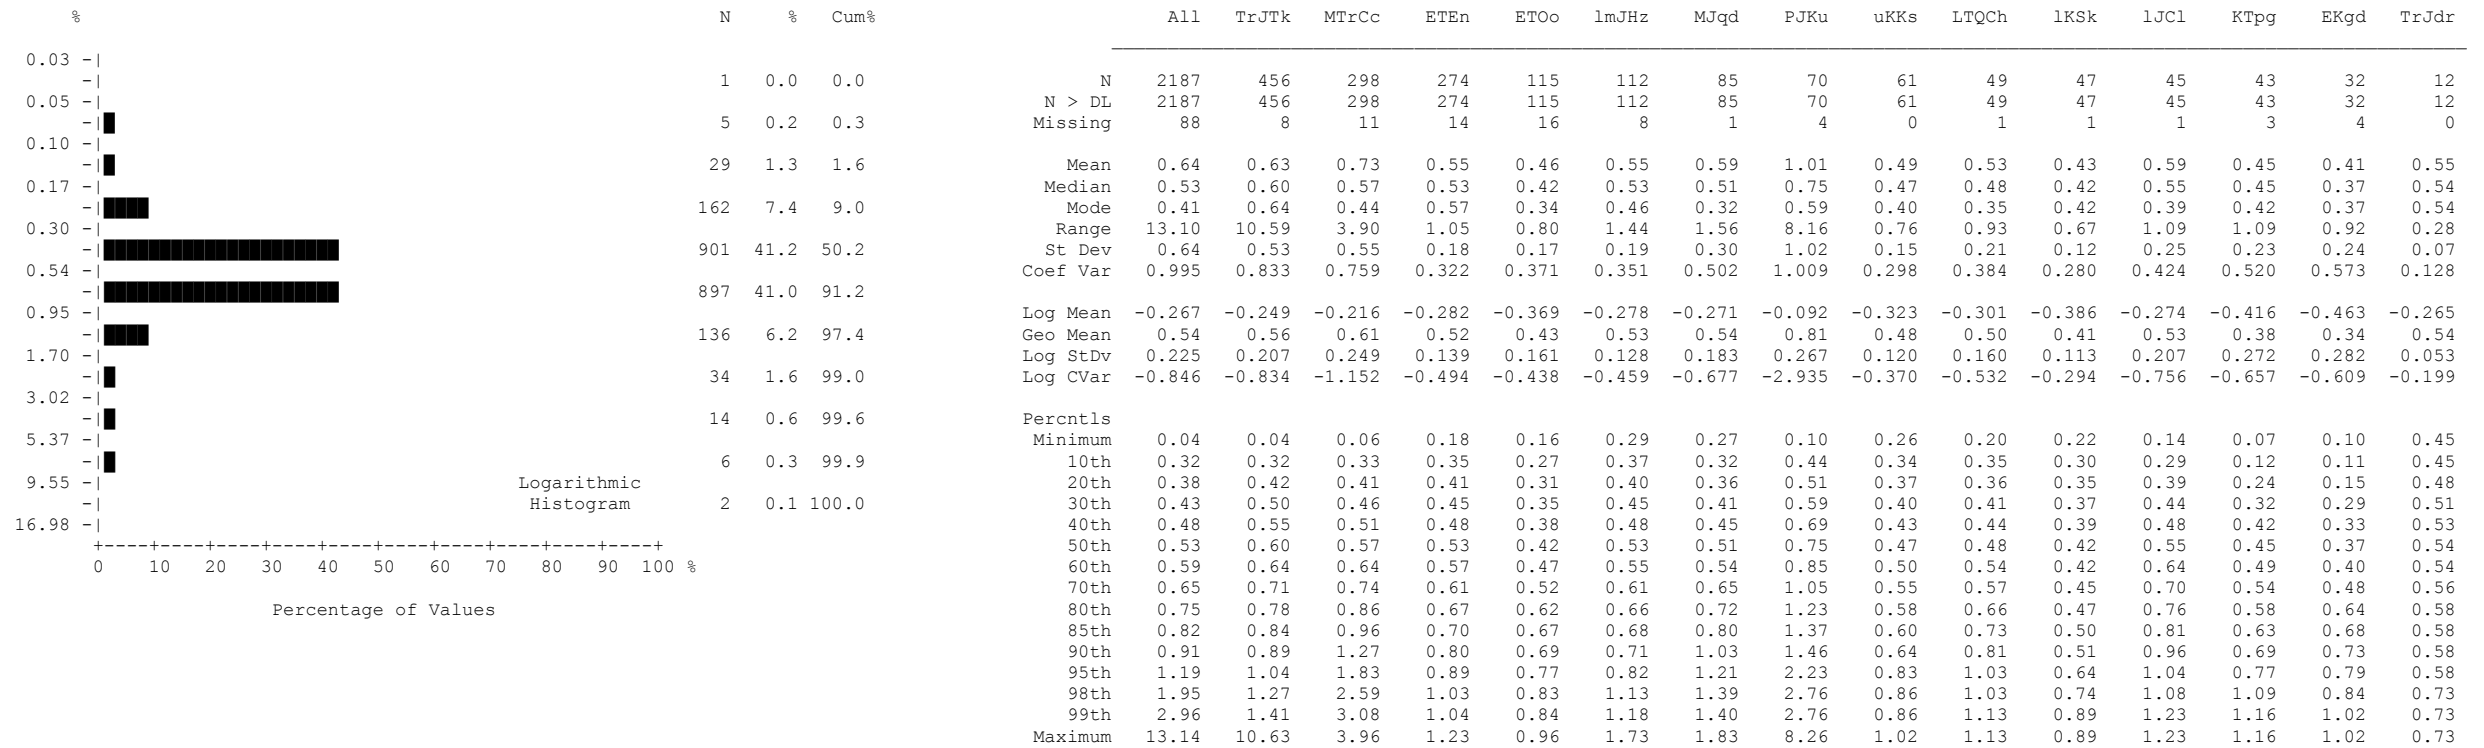 % N % Cum% All TrJTk MTrCc ETEn ETOo lmJHz MJqd PJKu uKKs LTQCh lKSk lJCl KTpg EKgd TrJdr
0.03 -|
-| 1 0.0 0.0 N 2187 456 298 274 115 112 85 70 61 49 47 45 43 32 12
0.05 -| N > DL 2187 456 298 274 115 112 85 70 61 49 47 45 43 32 12
-| 5 0.2 0.3 Missing 88 8 11 14 16 8 1 4 0 1 1 1 3 4 0
0.10 -|
-| 29 1.3 1.6 Mean 0.64 0.63 0.73 0.55 0.46 0.55 0.59 1.01 0.49 0.53 0.43 0.59 0.45 0.41 0.55
0.17 -| Median 0.53 0.60 0.57 0.53 0.42 0.53 0.51 0.75 0.47 0.48 0.42 0.55 0.45 0.37 0.54
-| 162 7.4 9.0 Mode 0.41 0.64 0.44 0.57 0.34 0.46 0.32 0.59 0.40 0.35 0.42 0.39 0.42 0.37 0.54
0.30 -| Range 13.10 10.59 3.90 1.05 0.80 1.44 1.56 8.16 0.76 0.93 0.67 1.09 1.09 0.92 0.28
-| 901 41.2 50.2 St Dev 0.64 0.53 0.55 0.18 0.17 0.19 0.30 1.02 0.15 0.21 0.12 0.25 0.23 0.24 0.07
0.54 -| Coef Var 0.995 0.833 0.759 0.322 0.371 0.351 0.502 1.009 0.298 0.384 0.280 0.424 0.520 0.573 0.128
-| 897 41.0 91.2
0.95 -| Log Mean -0.267 -0.249 -0.216 -0.282 -0.369 -0.278 -0.271 -0.092 -0.323 -0.301 -0.386 -0.274 -0.416 -0.463 -0.265
-| 136 6.2 97.4 Geo Mean 0.54 0.56 0.61 0.52 0.43 0.53 0.54 0.81 0.48 0.50 0.41 0.53 0.38 0.34 0.54
1.70 -| Log StDv 0.225 0.207 0.249 0.139 0.161 0.128 0.183 0.267 0.120 0.160 0.113 0.207 0.272 0.282 0.053
-| 34 1.6 99.0 Log CVar -0.846 -0.834 -1.152 -0.494 -0.438 -0.459 -0.677 -2.935 -0.370 -0.532 -0.294 -0.756 -0.657 -0.609 -0.199
3.02 -|
-| 14 0.6 99.6 Percntls
5.37 -| Minimum 0.04 0.04 0.06 0.18 0.16 0.29 0.27 0.10 0.26 0.20 0.22 0.14 0.07 0.10 0.45
-| 6 0.3 99.9 10th 0.32 0.32 0.33 0.35 0.27 0.37 0.32 0.44 0.34 0.35 0.30 0.29 0.12 0.11 0.45
9.55 -| Logarithmic 20th 0.38 0.42 0.41 0.41 0.31 0.40 0.36 0.51 0.37 0.36 0.35 0.39 0.24 0.15 0.48
-| Histogram 2 0.1 100.0 30th 0.43 0.50 0.46 0.45 0.35 0.45 0.41 0.59 0.40 0.41 0.37 0.44 0.32 0.29 0.51
16.98 -| 40th 0.48 0.55 0.51 0.48 0.38 0.48 0.45 0.69 0.43 0.44 0.39 0.48 0.42 0.33 0.53
+----+----+----+----+----+----+----+----+----+----+ 50th 0.53 0.60 0.57 0.53 0.42 0.53 0.51 0.75 0.47 0.48 0.42 0.55 0.45 0.37 0.54
0 10 20 30 40 50 60 70 80 90 100 % 60th 0.59 0.64 0.64 0.57 0.47 0.55 0.54 0.85 0.50 0.54 0.42 0.64 0.49 0.40 0.54
70th 0.65 0.71 0.74 0.61 0.52 0.61 0.65 1.05 0.55 0.57 0.45 0.70 0.54 0.48 0.56
Percentage of Values 80th 0.75 0.78 0.86 0.67 0.62 0.66 0.72 1.23 0.58 0.66 0.47 0.76 0.58 0.64 0.58
85th 0.82 0.84 0.96 0.70 0.67 0.68 0.80 1.37 0.60 0.73 0.50 0.81 0.63 0.68 0.58
90th 0.91 0.89 1.27 0.80 0.69 0.71 1.03 1.46 0.64 0.81 0.51 0.96 0.69 0.73 0.58
95th 1.19 1.04 1.83 0.89 0.77 0.82 1.21 2.23 0.83 1.03 0.64 1.04 0.77 0.79 0.58
98th 1.95 1.27 2.59 1.03 0.83 1.13 1.39 2.76 0.86 1.03 0.74 1.08 1.09 0.84 0.73
99th 2.96 1.41 3.08 1.04 0.84 1.18 1.40 2.76 0.86 1.13 0.89 1.23 1.16 1.02 0.73
Maximum 13.14 10.63 3.96 1.23 0.96 1.73 1.83 8.26 1.02 1.13 0.89 1.23 1.16 1.02 0.73